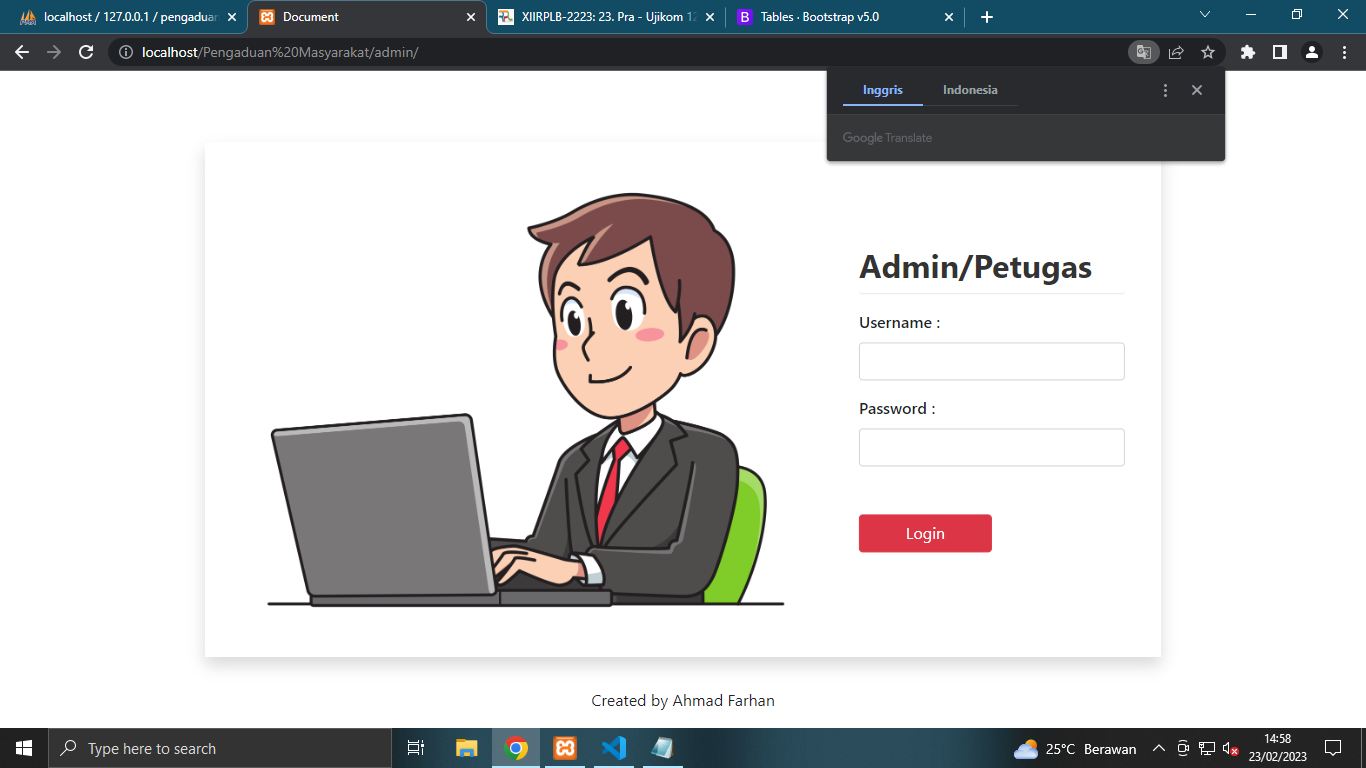 localhost / 127.0.0.1 / pengaduan
Document
XIIRPLB-2223: 23. Pra - Ujikom 12
Tables · Bootstrap v5.0
localhost/Pengaduan%20Masyarakat/admin/
Inggris
Indonesia
Google Translate
Admin/Petugas
Username :
Password :
Login
Created by Ahmad Farhan
Type here to search
25°C Berawan
14:58
23/02/2023